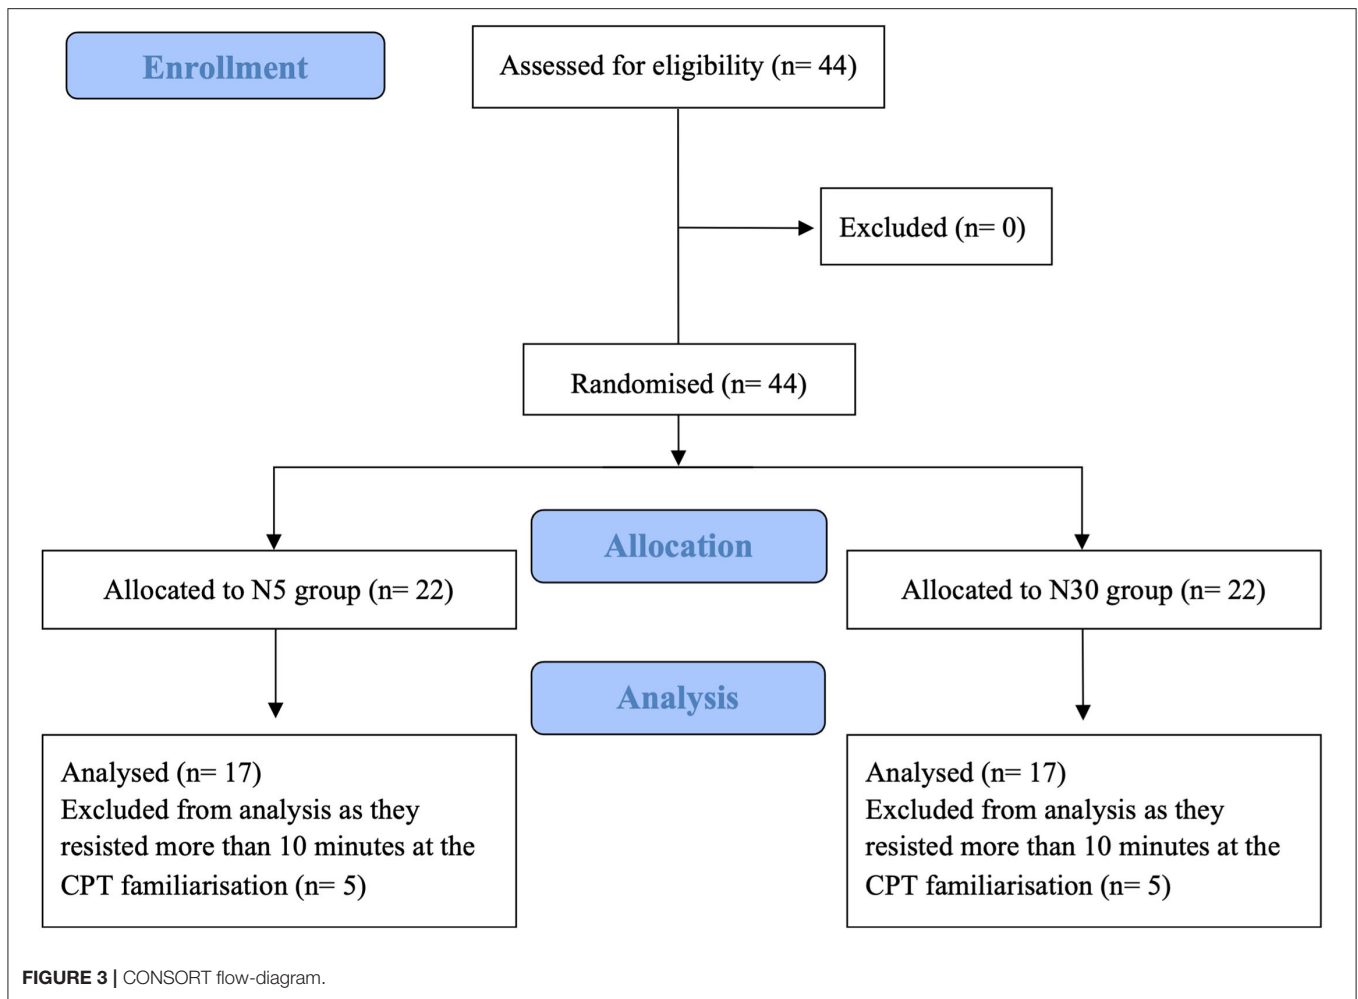 Enrollment
Assessed for eligibility (n= 44)
Excluded (n= 0)
Randomised (n= 44)
Allocation
Allocated to N5 group (n= 22)
Allocated to N30 group (n= 22)
Analysis
Analysed (n= 17)
Excluded from analysis as they
resisted more than 10 minutes at the
CPT familiarisation (n= 5)
Analysed (n= 17)
Excluded from analysis as they
resisted more than 10 minutes at the
CPT familiarisation (n= 5)
FIGURE 3 | CONSORT flow-diagram.